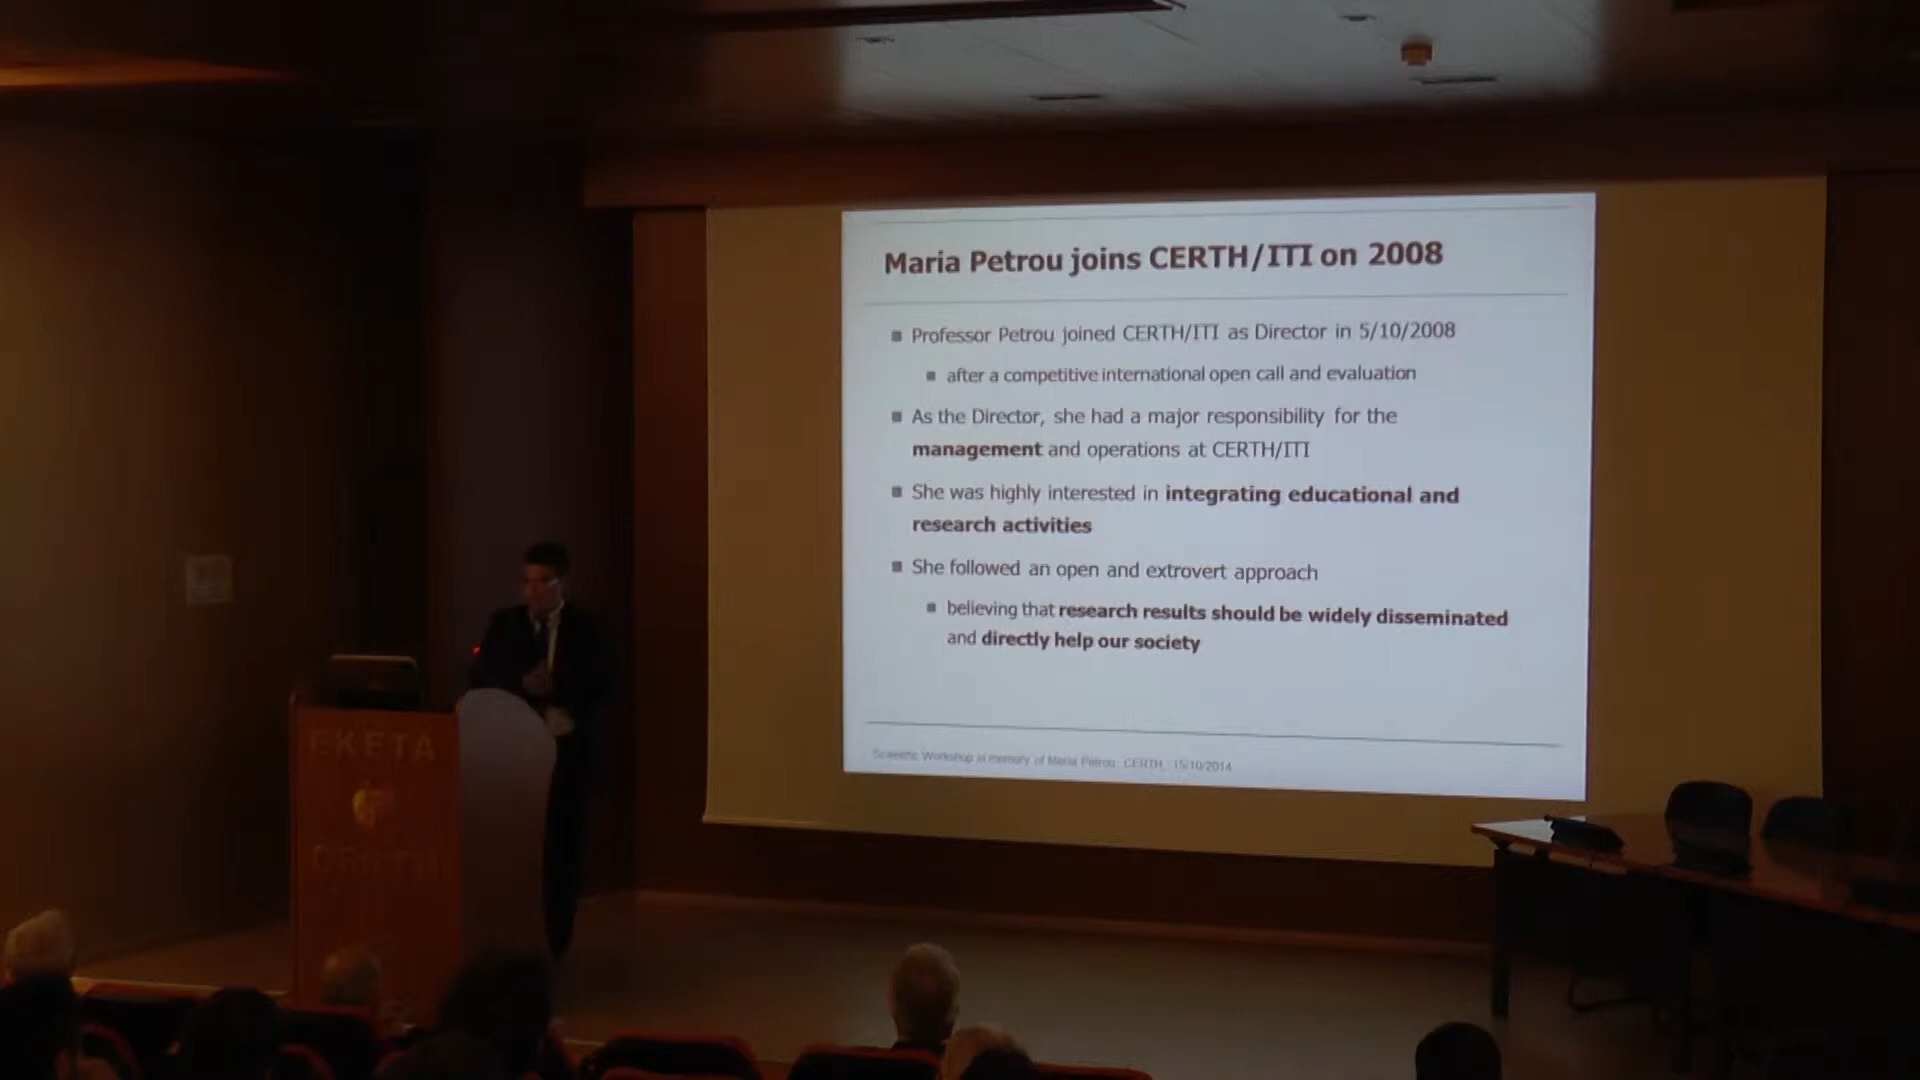 Maria Petrou joins CERTH/ITI on 2008
Professor Petrou joined CERTH/ITI as Director in 5/10/2008
after a competitive international open call and evaluation
As the Director, she had a major responsibility for the
management and operations at CERTH/ITI
She was highly interested in integrating educational and
research activities
She followed an open and extrovert approach
believing that research results should be widely disseminated
and directly help our society
Scientific Workshop in memory of Maria Petrou, CERTH, 15/10/2014
EKETA
CERTH